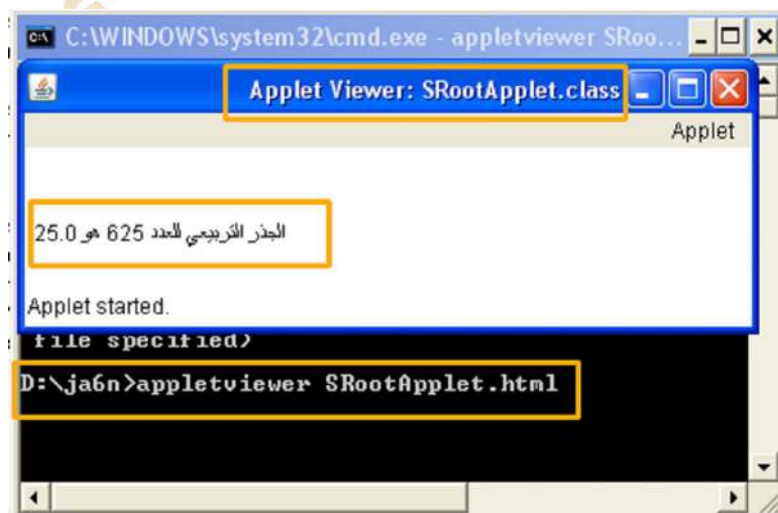 C:\WINDOWS\system32\cmd.exe - appletviewer SRoo...
Applet Viewer: SRootApplet.class
Applet
الجذر التربيعي للعدد 625 هو 25.0
Applet started.
file specified)
D:\ja6n>appletviewer SRootApplet.html